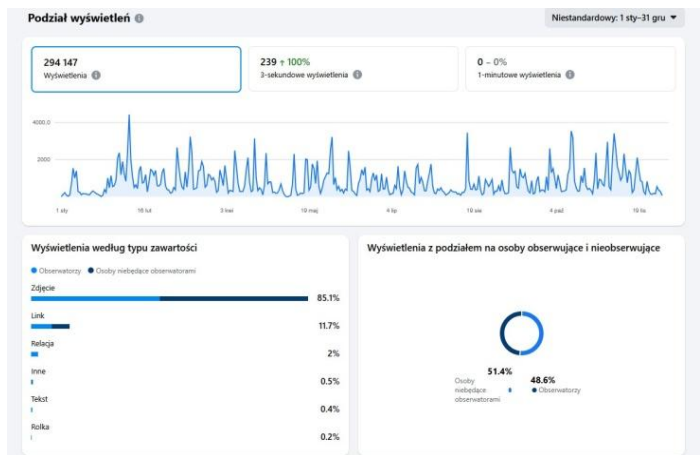 Podział wyświetleń
Niestandardowy: 1 sty–31 gru
294 147
Wyświetlenia
239 ↑ 100%
3-sekundowe wyświetlenia
0 – 0%
1-minutowe wyświetlenia
4000.0
2000
1 sty
16 lut
3 kwi
19 maj
4 lip
19 sie
4 paź
19 lis
Wyświetlenia według typu zawartości
Obserwatorzy
Osoby niebędące obserwatorami
Zdjęcie
85.1%
Link
11.7%
Relacja
2%
Inne
0.5%
Tekst
0.4%
Rolka
0.2%
Wyświetlenia z podziałem na osoby obserwujące i nieobserwujące
51.4%
Osoby
niebędące
obserwatorami
48.6%
Obserwatorzy